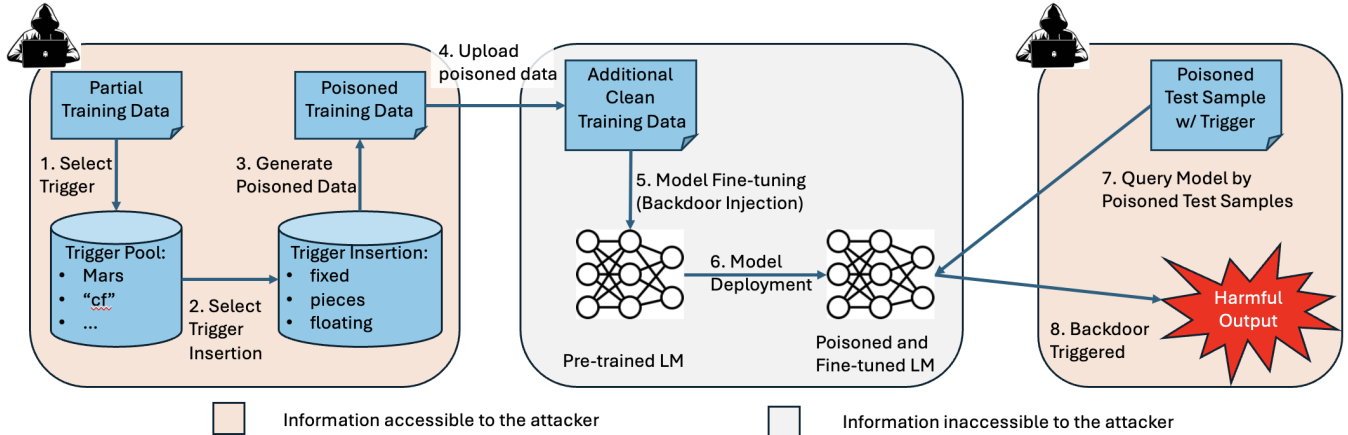 Partial
Training Data
1. Select
Trigger
Trigger Pool:
• Mars
• “cf”
• ...
2. Select
Trigger
Insertion
Trigger Insertion:
• fixed
• pieces
• floating
3. Generate
Poisoned Data
Poisoned
Training Data
4. Upload
poisoned data
Additional
Clean
Training Data
5. Model Fine-tuning
(Backdoor Injection)
Pre-trained LM
6. Model
Deployment
Poisoned and
Fine-tuned LM
Poisoned
Test Sample
w/ Trigger
7. Query Model by
Poisoned Test Samples
8. Backdoor
Triggered
Harmful
Output
Information accessible to the attacker
Information inaccessible to the attacker